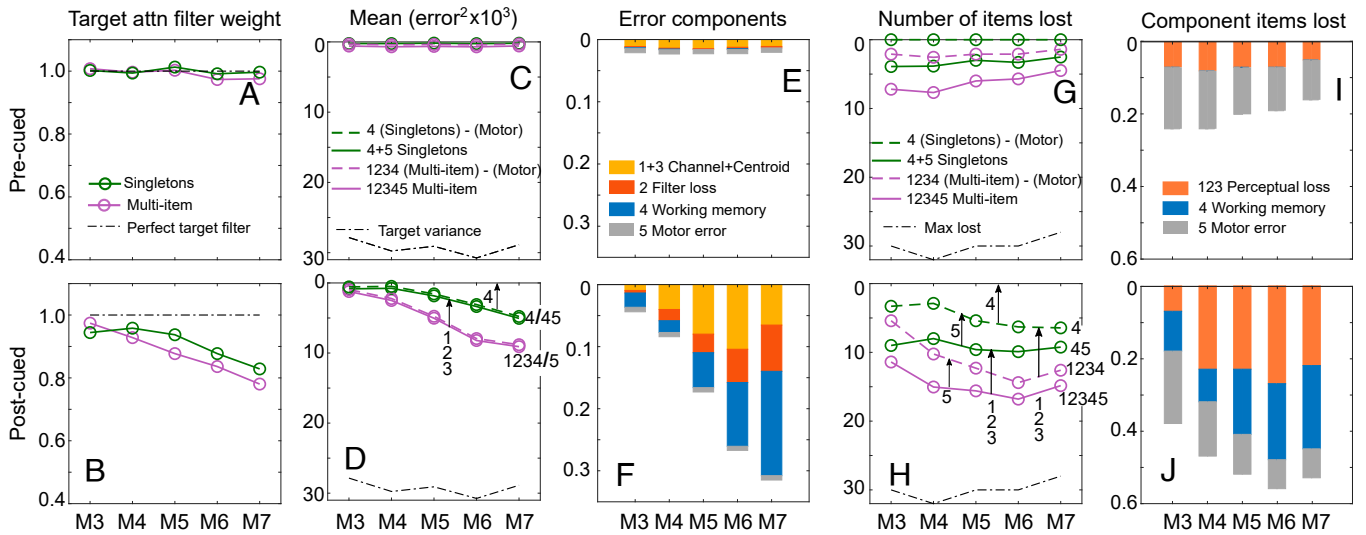 Target attn filter weight
Mean (error²x10³)
Error components
Number of items lost
Component items lost
Pre-cued
1.0
0.8
0.6
0.4
A
Singletons
Multi-item
Perfect target filter
0
10
20
30
C
4 (Singletons) - (Motor)
4+5 Singletons
1234 (Multi-item) - (Motor)
12345 Multi-item
Target variance
0
0.1
0.2
0.3
E
1+3 Channel+Centroid
2 Filter loss
4 Working memory
5 Motor error
0
10
20
30
G
4 (Singletons) - (Motor)
4+5 Singletons
1234 (Multi-item) - (Motor)
12345 Multi-item
Max lost
0
0.2
0.4
0.6
I
123 Perceptual loss
4 Working memory
5 Motor error
Post-cued
1.0
0.8
0.6
0.4
B
M3 M4 M5 M6 M7
0
10
20
30
4
4/45
1
2
3
1234/5
D
M3 M4 M5 M6 M7
0
0.1
0.2
0.3
F
M3 M4 M5 M6 M7
0
10
20
30
4
5
4
45
1234
5
1
2
3
1
2
3
12345
H
M3 M4 M5 M6 M7
0
0.2
0.4
0.6
J
M3 M4 M5 M6 M7